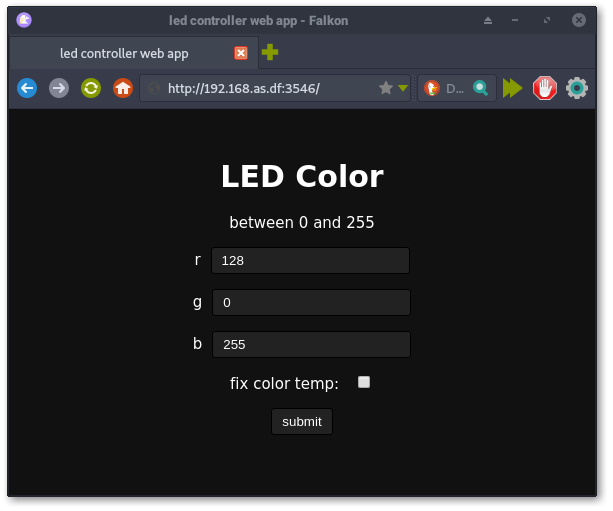 led controller web app - Falkon
led controller web app
http://192.168.as.df:3546/
D...
LED Color
between 0 and 255
r 128
g 0
b 255
fix color temp:
submit